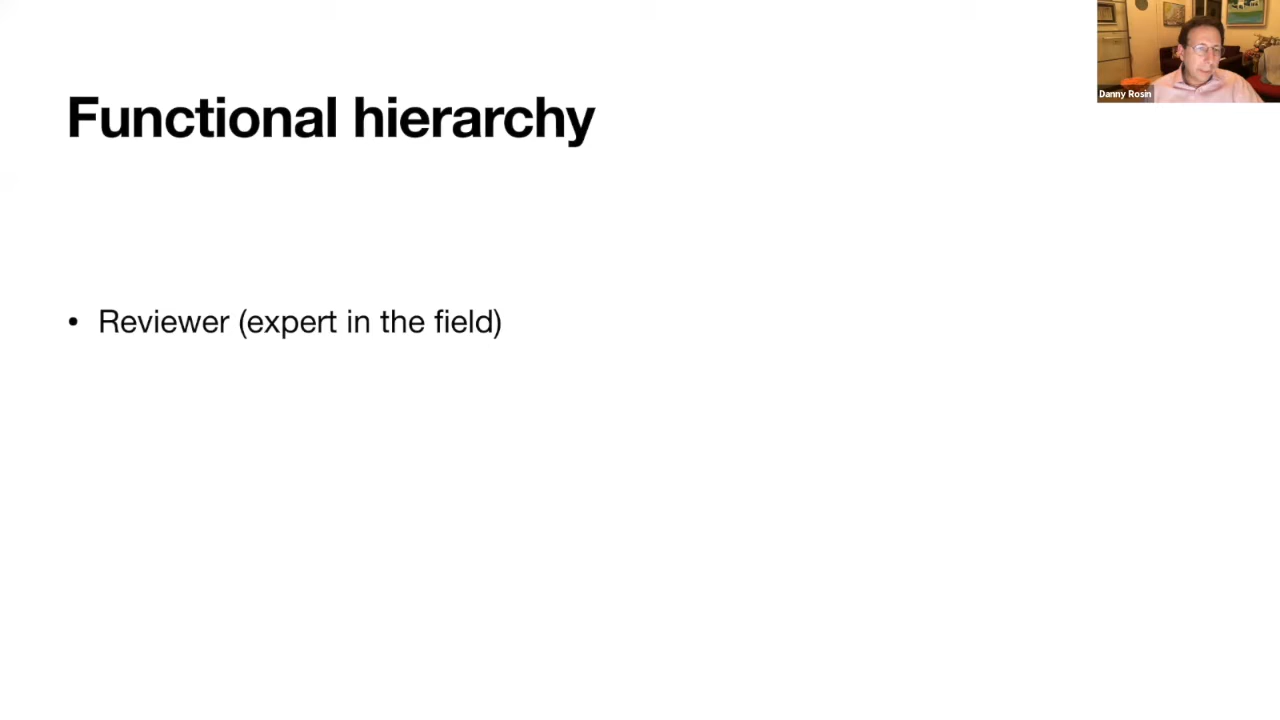 Functional hierarchy
• Reviewer (expert in the field)
Danny Rosin